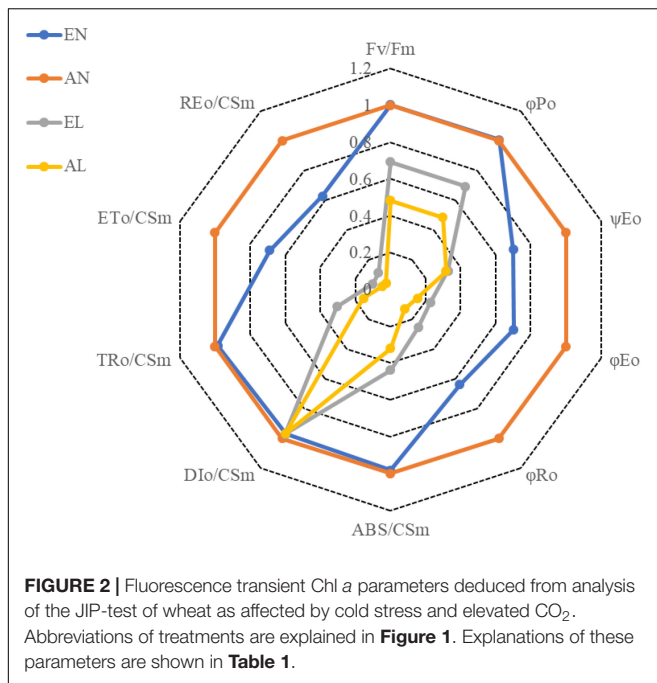 EN
AN
EL
AL
Fv/Fm
φPo
ψEo
φEo
φRo
ABS/CSm
DIo/CSm
TRo/CSm
ETo/CSm
REo/CSm
1.2
1
0.8
0.6
0.4
0.2
0
FIGURE 2 | Fluorescence transient Chl a parameters deduced from analysis
of the JIP-test of wheat as affected by cold stress and elevated CO₂.
Abbreviations of treatments are explained in Figure 1. Explanations of these
parameters are shown in Table 1.